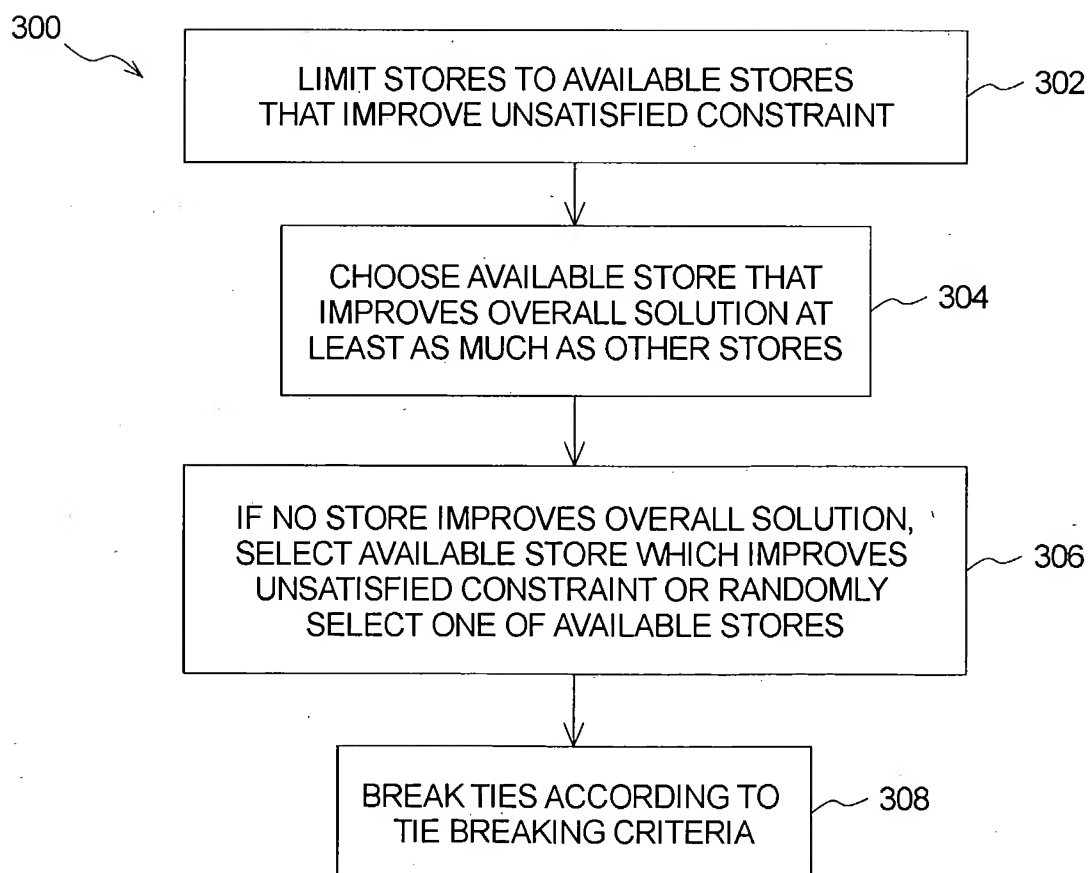 300
LIMIT STORES TO AVAILABLE STORES
THAT IMPROVE UNSATISFIED CONSTRAINT
302
CHOOSE AVAILABLE STORE THAT
IMPROVES OVERALL SOLUTION AT
LEAST AS MUCH AS OTHER STORES
304
IF NO STORE IMPROVES OVERALL SOLUTION,
SELECT AVAILABLE STORE WHICH IMPROVES
UNSATISFIED CONSTRAINT OR RANDOMLY
SELECT ONE OF AVAILABLE STORES
306
BREAK TIES ACCORDING TO
TIE BREAKING CRITERIA
308